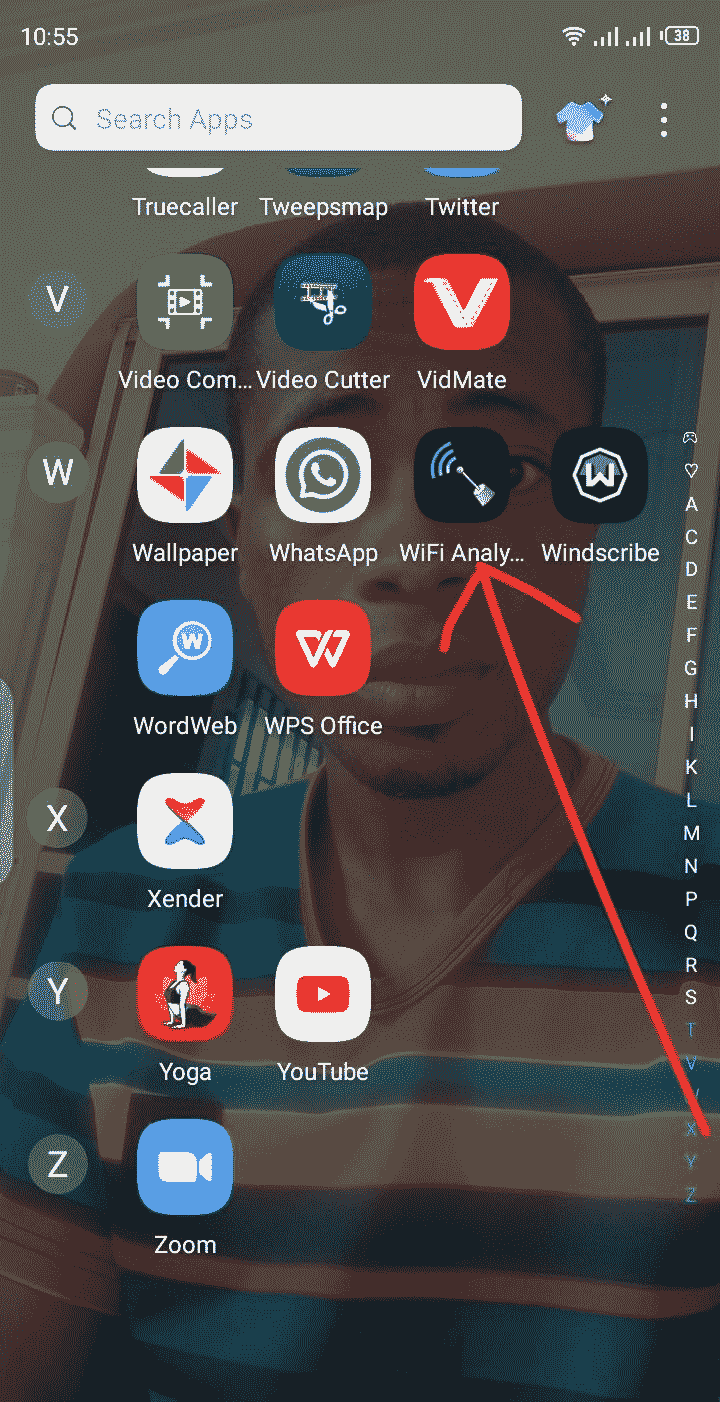 10:55
38
Search Apps
Truecaller Tweepsmap Twitter
V
Video Com... Video Cutter VidMate
W
Wallpaper WhatsApp WiFi Analy... Windscribe
WordWeb WPS Office
X
Xender
Y
Yoga YouTube
Z
Zoom
A
C
D
E
F
G
H
I
K
L
M
N
P
Q
R
S
T
V
X
Y
Z